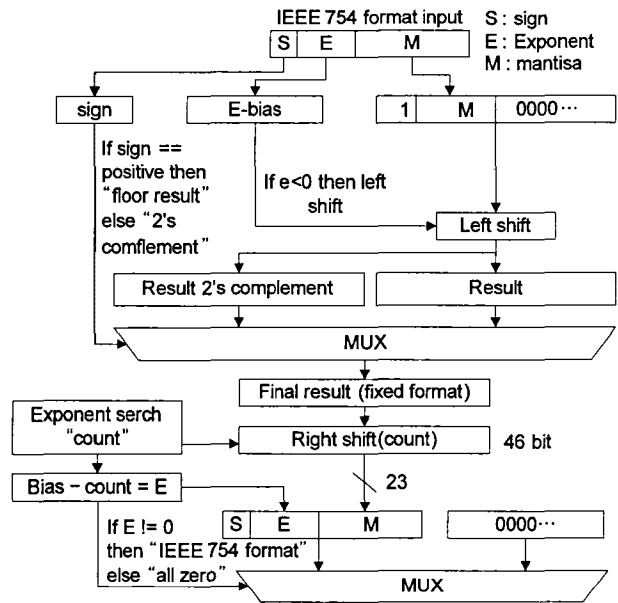 IEEE 754 format input
S : sign
E : Exponent
M : mantisa
S E M
sign
E-bias
1 M 0000···
If sign ==
positive then
“floor result”
else “2's
comflement”
If e<0 then left
shift
Left shift
Result 2's complement
Result
MUX
Final result (fixed format)
Exponent serch
“count”
Right shift(count)
46 bit
Bias − count = E
23
If E != 0
then “IEEE 754 format”
else “all zero”
S E M
0000···
MUX